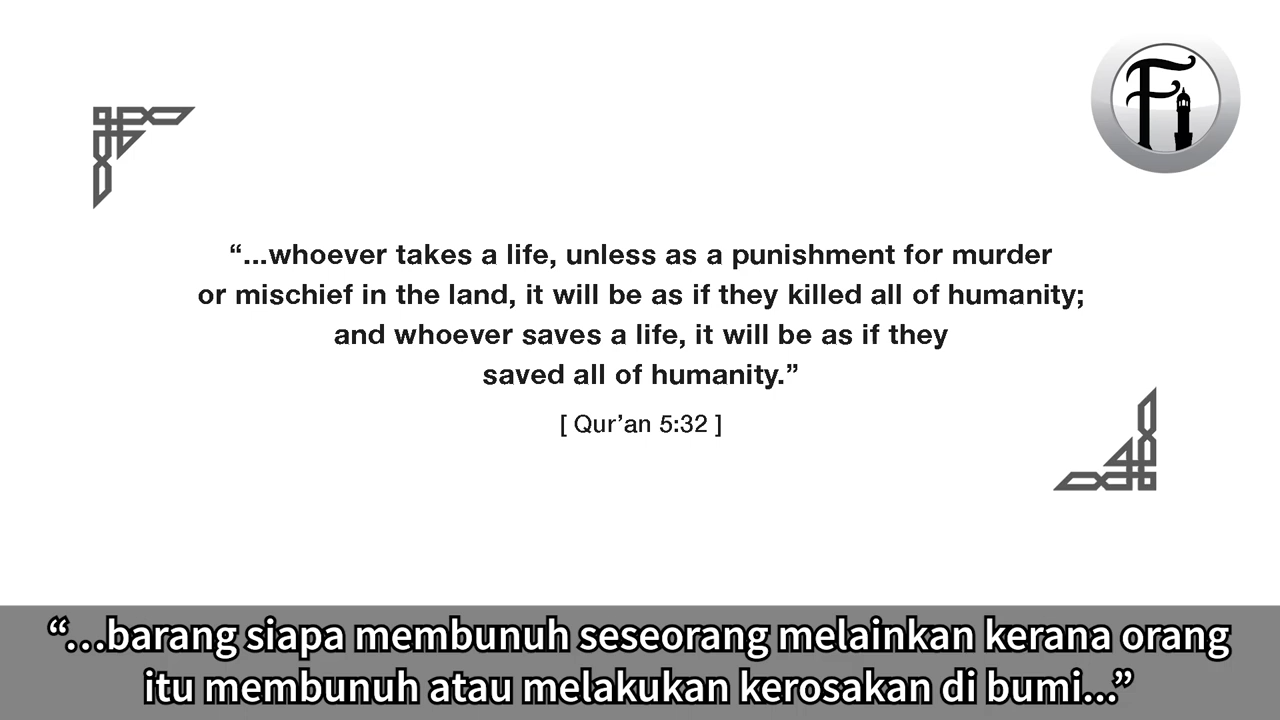 Fi
“...whoever takes a life, unless as a punishment for murder
or mischief in the land, it will be as if they killed all of humanity;
and whoever saves a life, it will be as if they
saved all of humanity.”
[ Qur’an 5:32 ]
“...barang siapa membunuh seseorang melainkan kerana orang
itu membunuh atau melakukan kerosakan di bumi...”